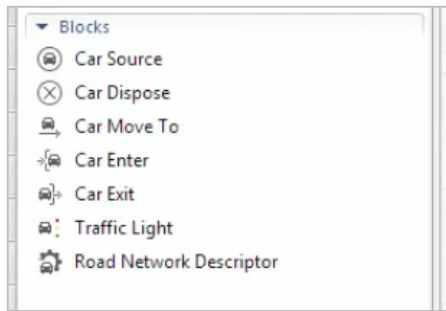 Blocks
Car Source
Car Dispose
Car Move To
Car Enter
Car Exit
Traffic Light
Road Network Descriptor